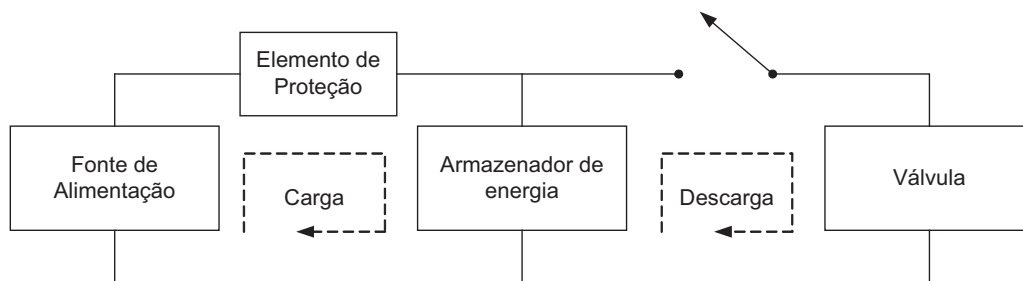 Elemento de
Proteção
Fonte de
Alimentação
Carga
Armazenador de
energia
Descarga
Válvula